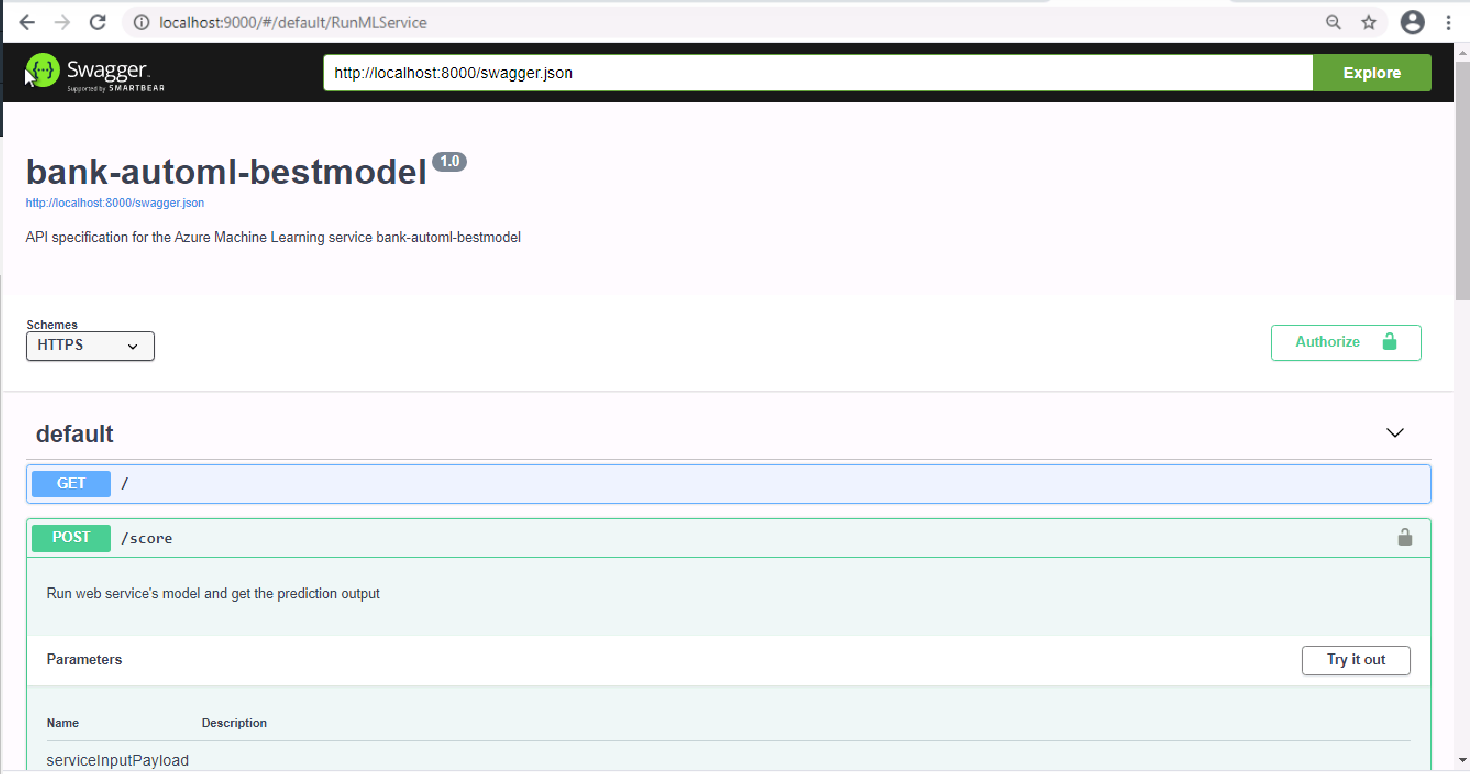 localhost:9000/#/default/RunMLService
Swagger
Supported by SMARTBEAR
http://localhost:8000/swagger.json
Explore
bank-automl-bestmodel 1.0
http://localhost:8000/swagger.json
API specification for the Azure Machine Learning service bank-automl-bestmodel
Schemes
HTTPS
Authorize
default
GET /
POST /score
Run web service's model and get the prediction output
Parameters
Try it out
Name Description
serviceInputPayload